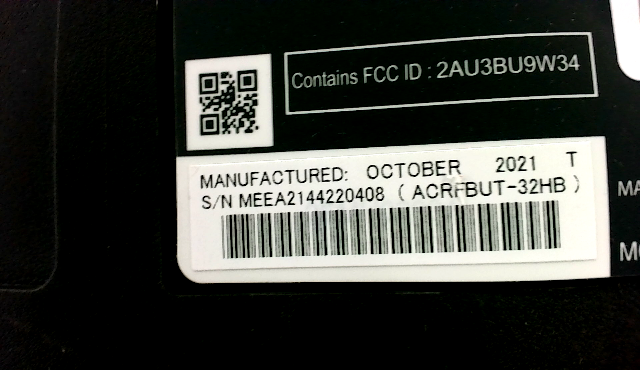 Contains FCC ID : 2AU3BU9W34
MANUFACTURED: OCTOBER 2021 T
S/N MEEA2144220408 ( ACRFBUT-32HB )